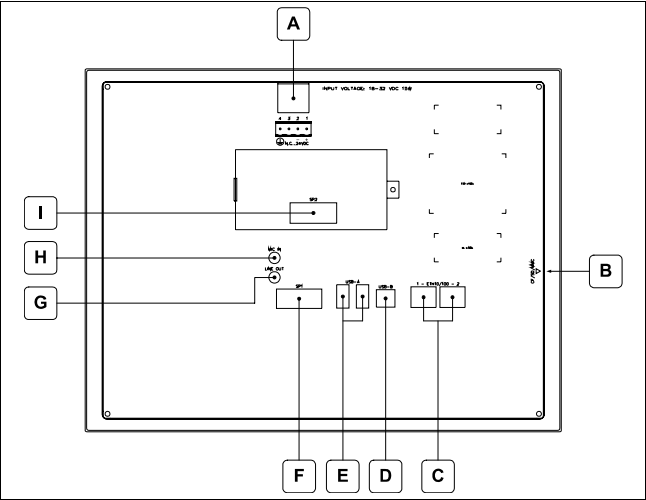 A
INPUT VOLTAGE: 18-32 VDC 15W
4 3 2 1
N.C. 24VDC
- +
I
SP2
H
MIC IN
LINE OUT
G
B
SP1
USB-A
USB-B
1 - ETH10/100 - 2
F
E
D
C